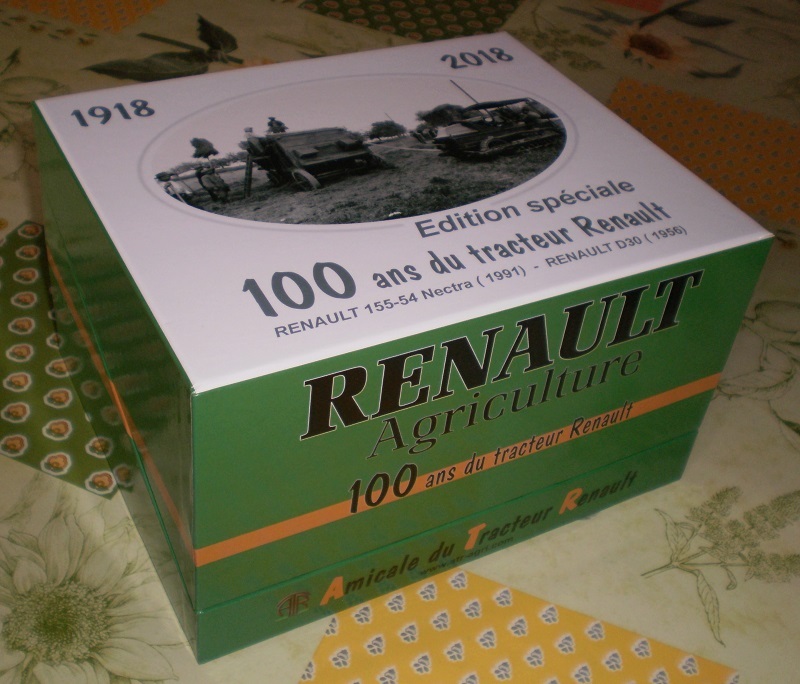 1918 2018
Edition spéciale
100 ans du tracteur Renault
RENAULT 155-54 Nectra ( 1991) - RENAULT D30 ( 1956)
RENAULT
Agriculture
100 ans du tracteur Renault
Amicale du Tracteur Renault